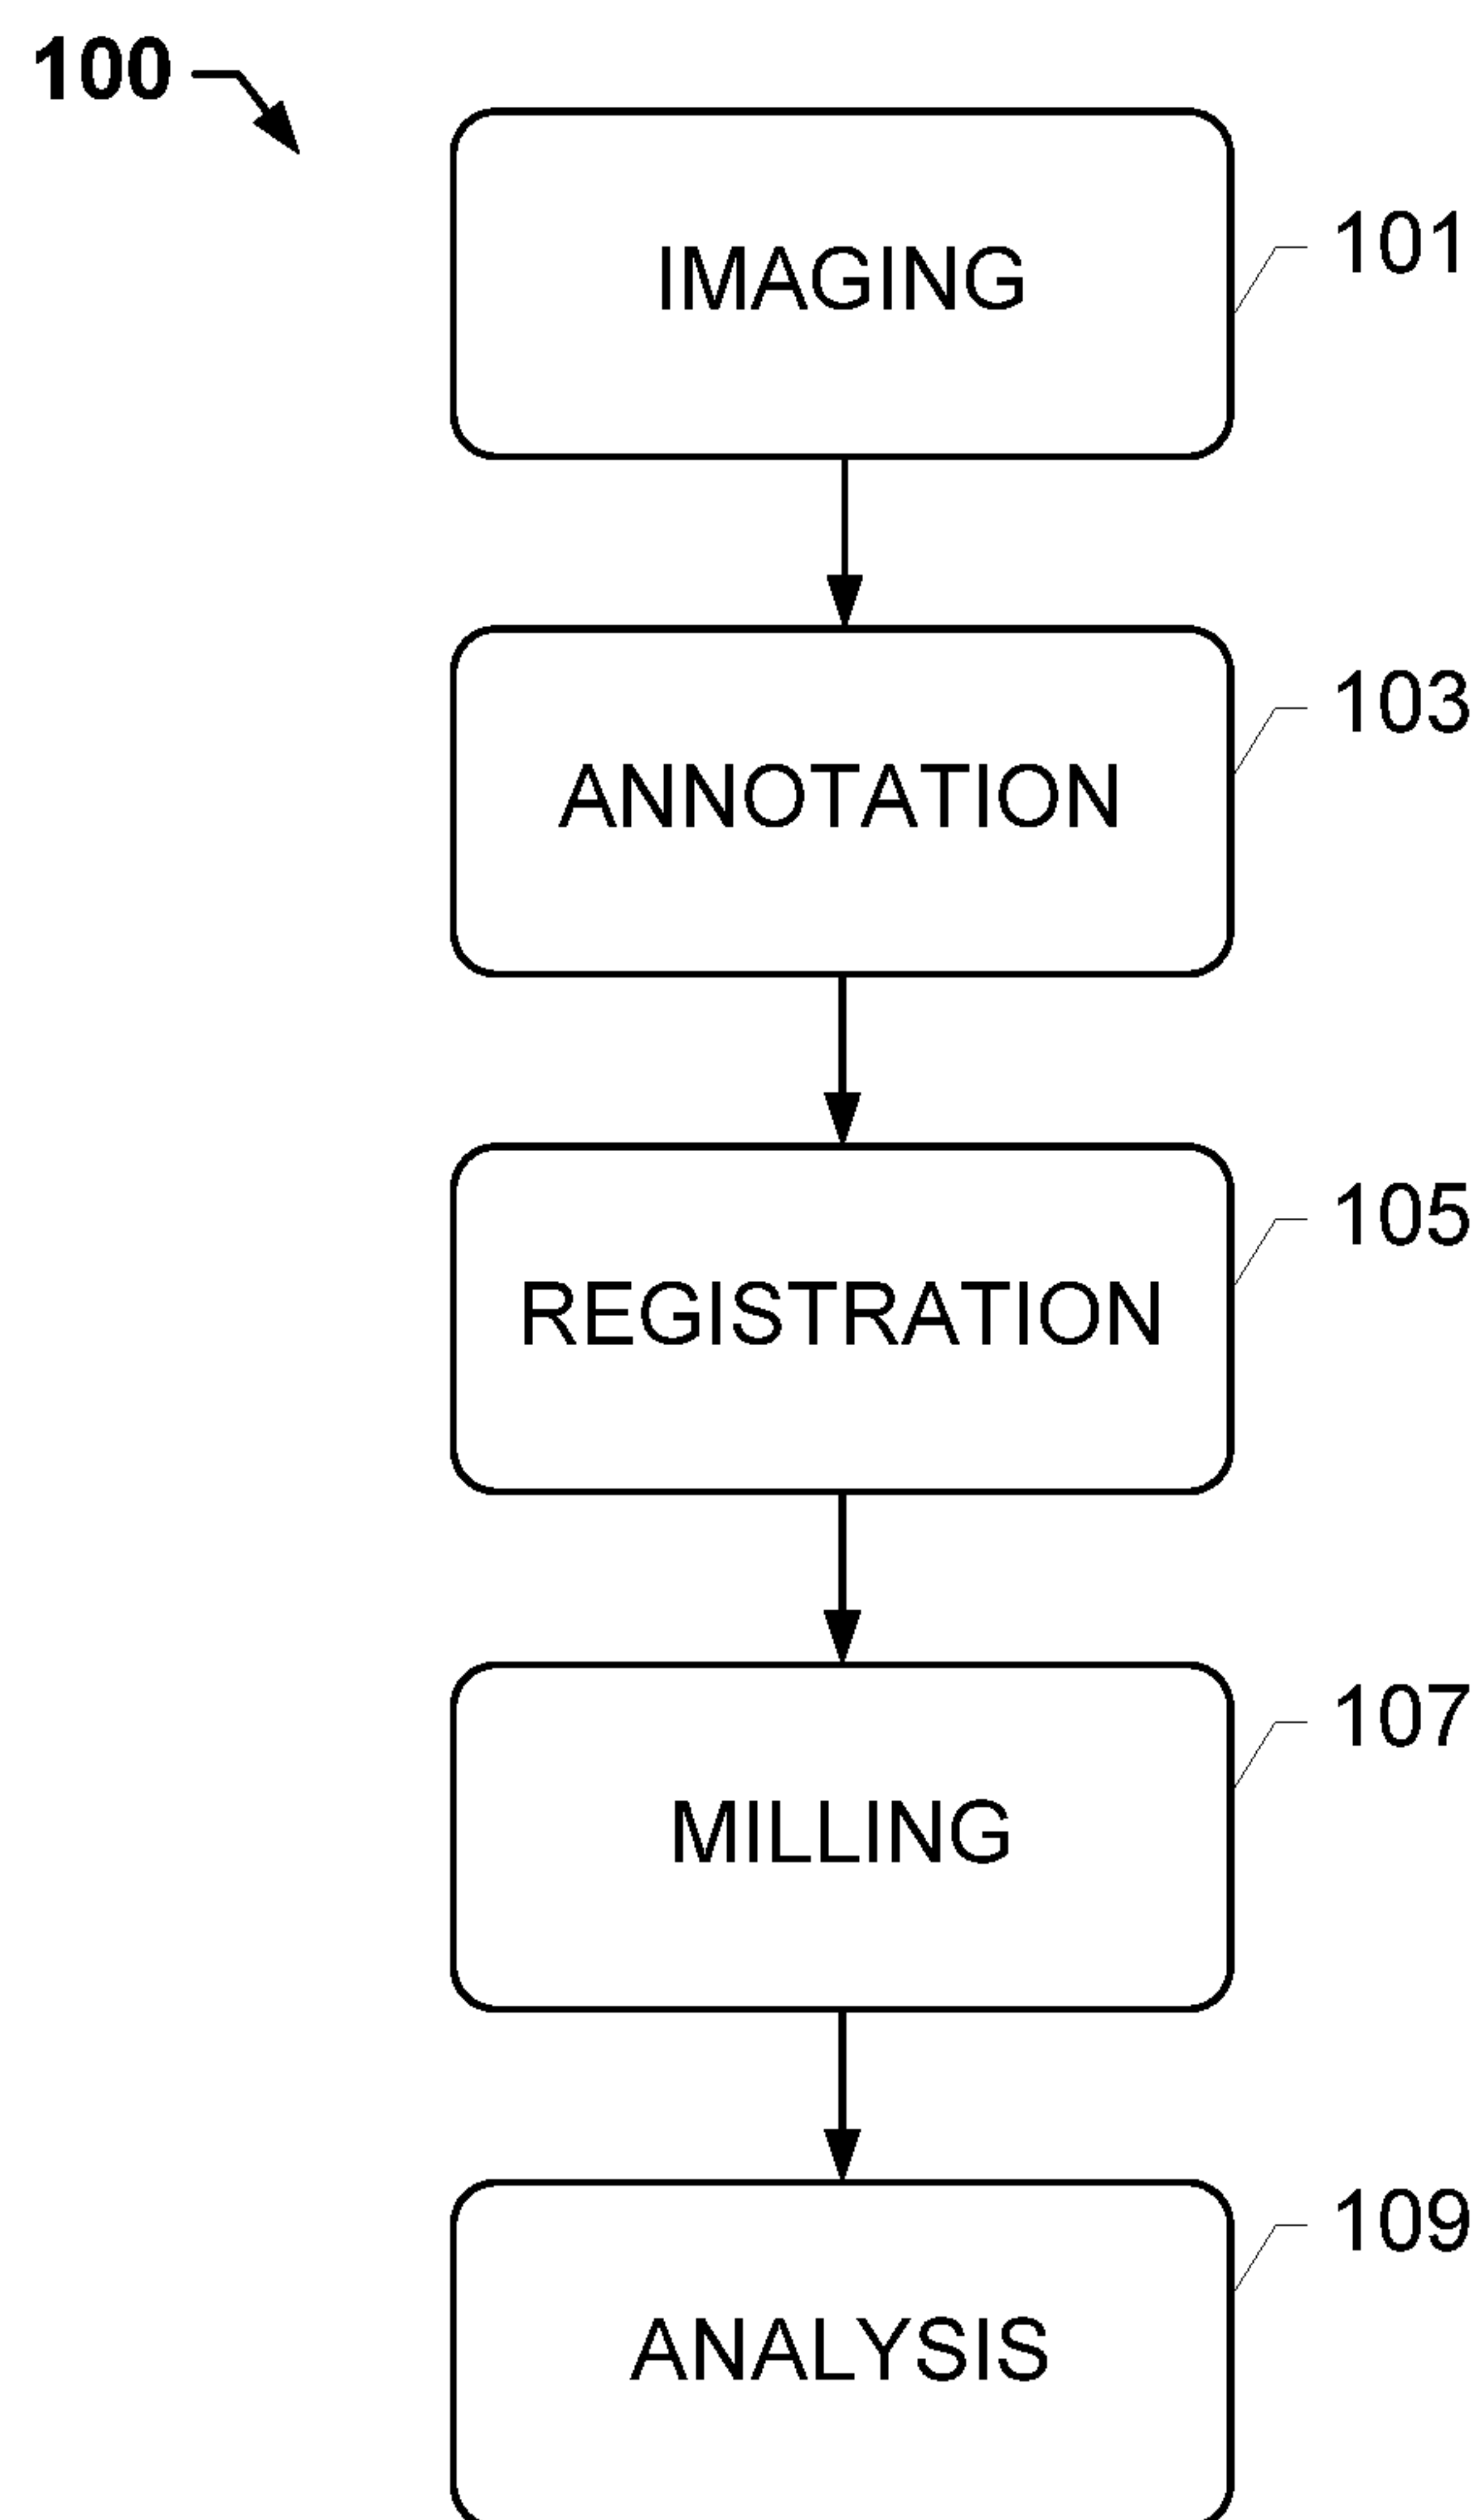 100
IMAGING
101
ANNOTATION
103
REGISTRATION
105
MILLING
107
ANALYSIS
109